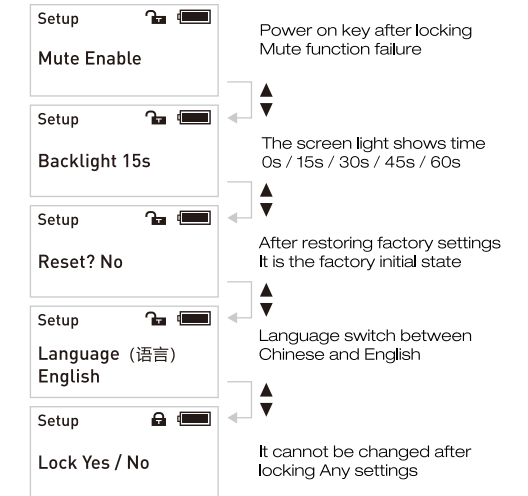 Setup
Mute Enable
Power on key after locking
Mute function failure
Setup
Backlight 15s
The screen light shows time
0s / 15s / 30s / 45s / 60s
Setup
Reset? No
After restoring factory settings
It is the factory initial state
Setup
Language（语言）
English
Language switch between
Chinese and English
Setup
Lock Yes / No
It cannot be changed after
locking Any settings